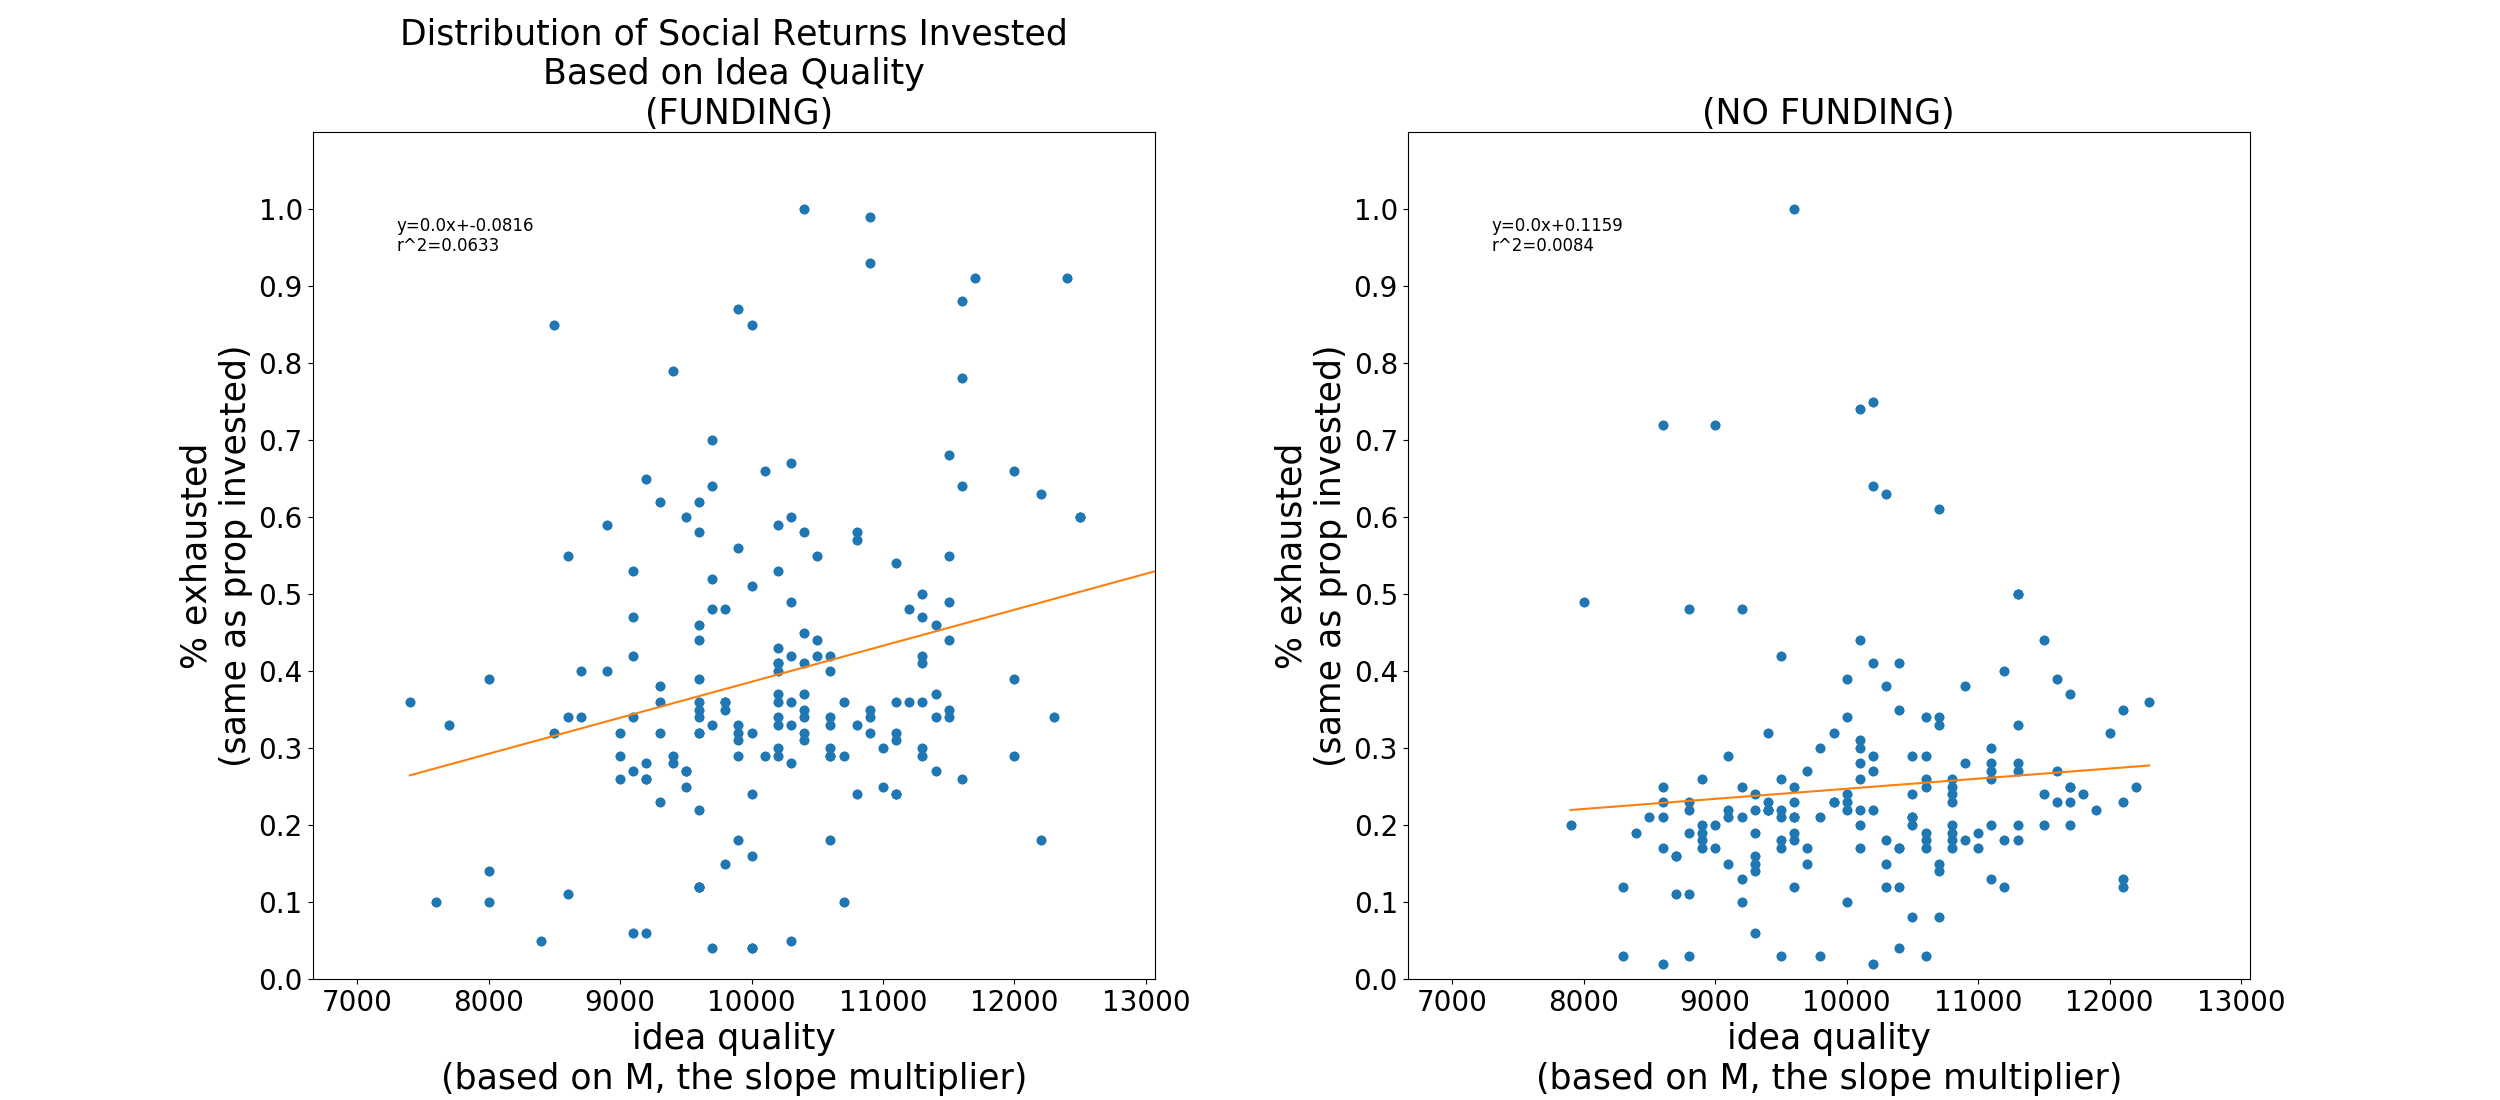 Distribution of Social Returns Invested
Based on Idea Quality
(FUNDING)
y=0.0x+-0.0816
r^2=0.0633
1.0
0.9
0.8
0.7
0.6
0.5
0.4
0.3
0.2
0.1
0.0
% exhausted
(same as prop invested)
7000 8000 9000 10000 11000 12000 13000
idea quality
(based on M, the slope multiplier)
(NO FUNDING)
y=0.0x+0.1159
r^2=0.0084
1.0
0.9
0.8
0.7
0.6
0.5
0.4
0.3
0.2
0.1
0.0
% exhausted
(same as prop invested)
7000 8000 9000 10000 11000 12000 13000
idea quality
(based on M, the slope multiplier)